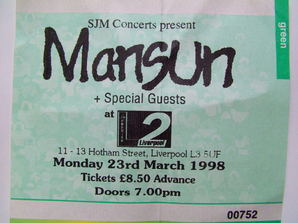 SJM Concerts present
Mansun
+ Special Guests
at
L2
Liverpool
11 - 13 Hotham Street, Liverpool L3 5UF
Monday 23rd March 1998
Tickets £8.50 Advance
Doors 7.00pm
00752
green